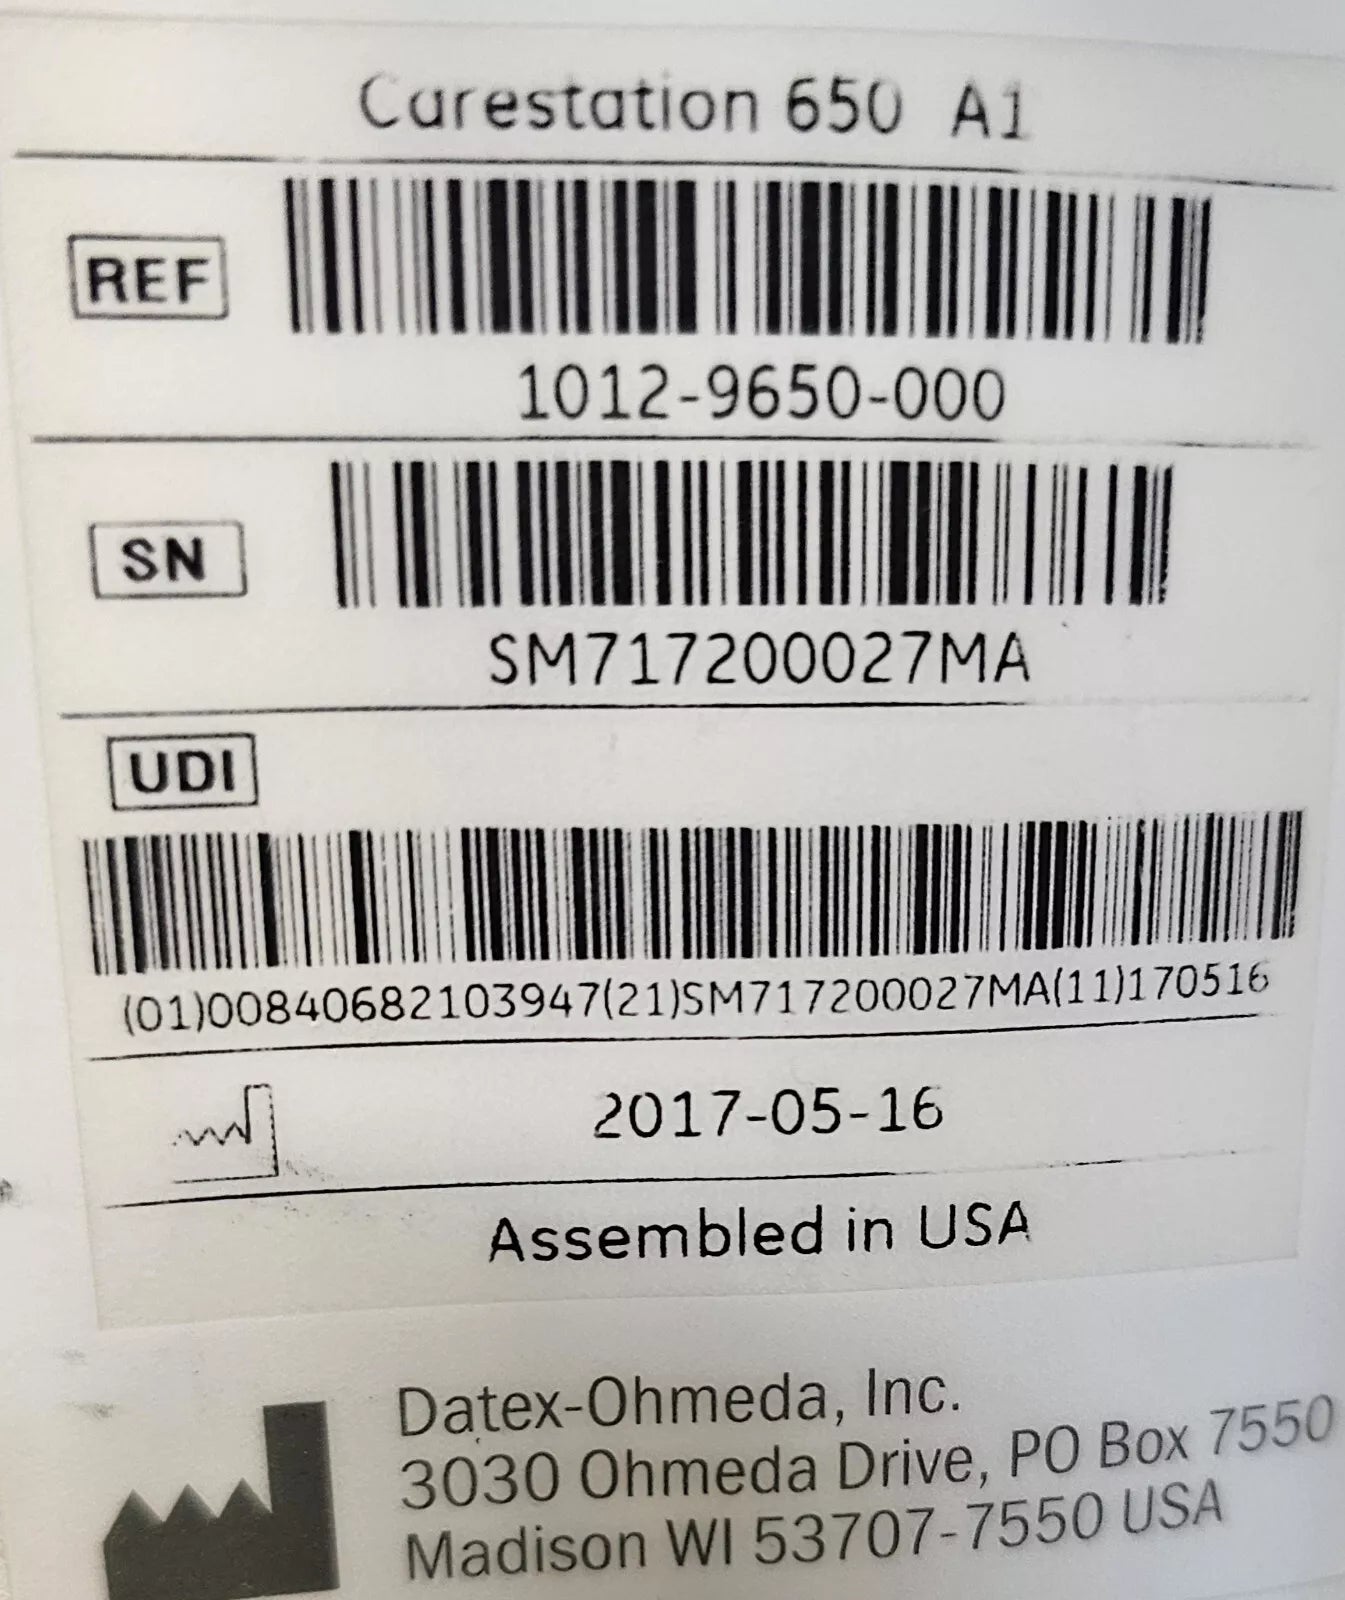 Carestation 650 A1
REF
1012-9650-000
SN
SM717200027MA
UDI
(01)00840682103947(21)SM717200027MA(11)170516
2017-05-16
Assembled in USA
Datex-Ohmeda, Inc.
3030 Ohmeda Drive, PO Box 7550
Madison WI 53707-7550 USA